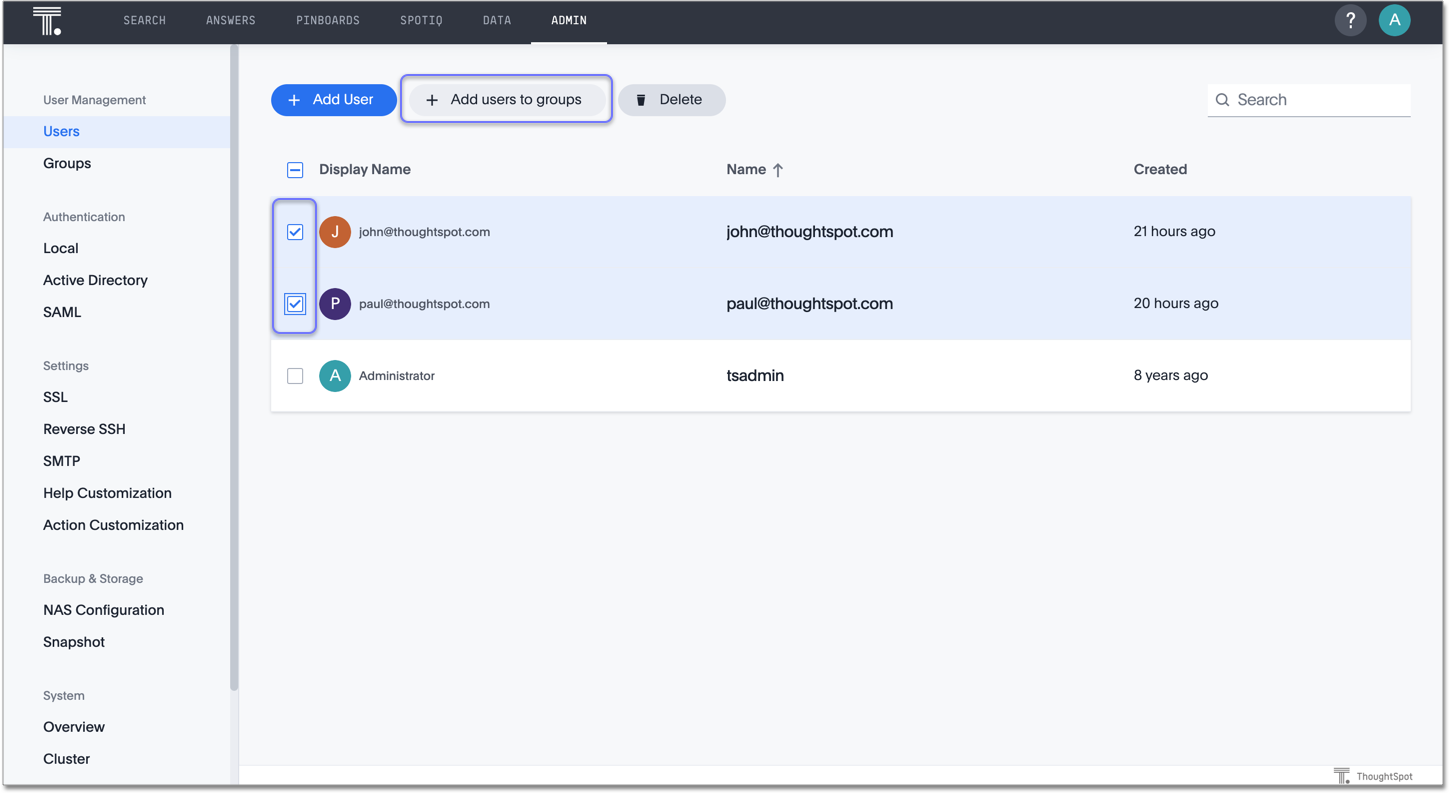 SEARCH ANSWERS PINBOARDS SPOTIQ DATA ADMIN ? A
User Management
Users
Groups
Authentication
Local
Active Directory
SAML
Settings
SSL
Reverse SSH
SMTP
Help Customization
Action Customization
Backup & Storage
NAS Configuration
Snapshot
System
Overview
Cluster
+ Add User + Add users to groups Delete Search
Display Name Name ↑ Created
J john@thoughtspot.com john@thoughtspot.com 21 hours ago
P paul@thoughtspot.com paul@thoughtspot.com 20 hours ago
A Administrator tsadmin 8 years ago
ThoughtSpot